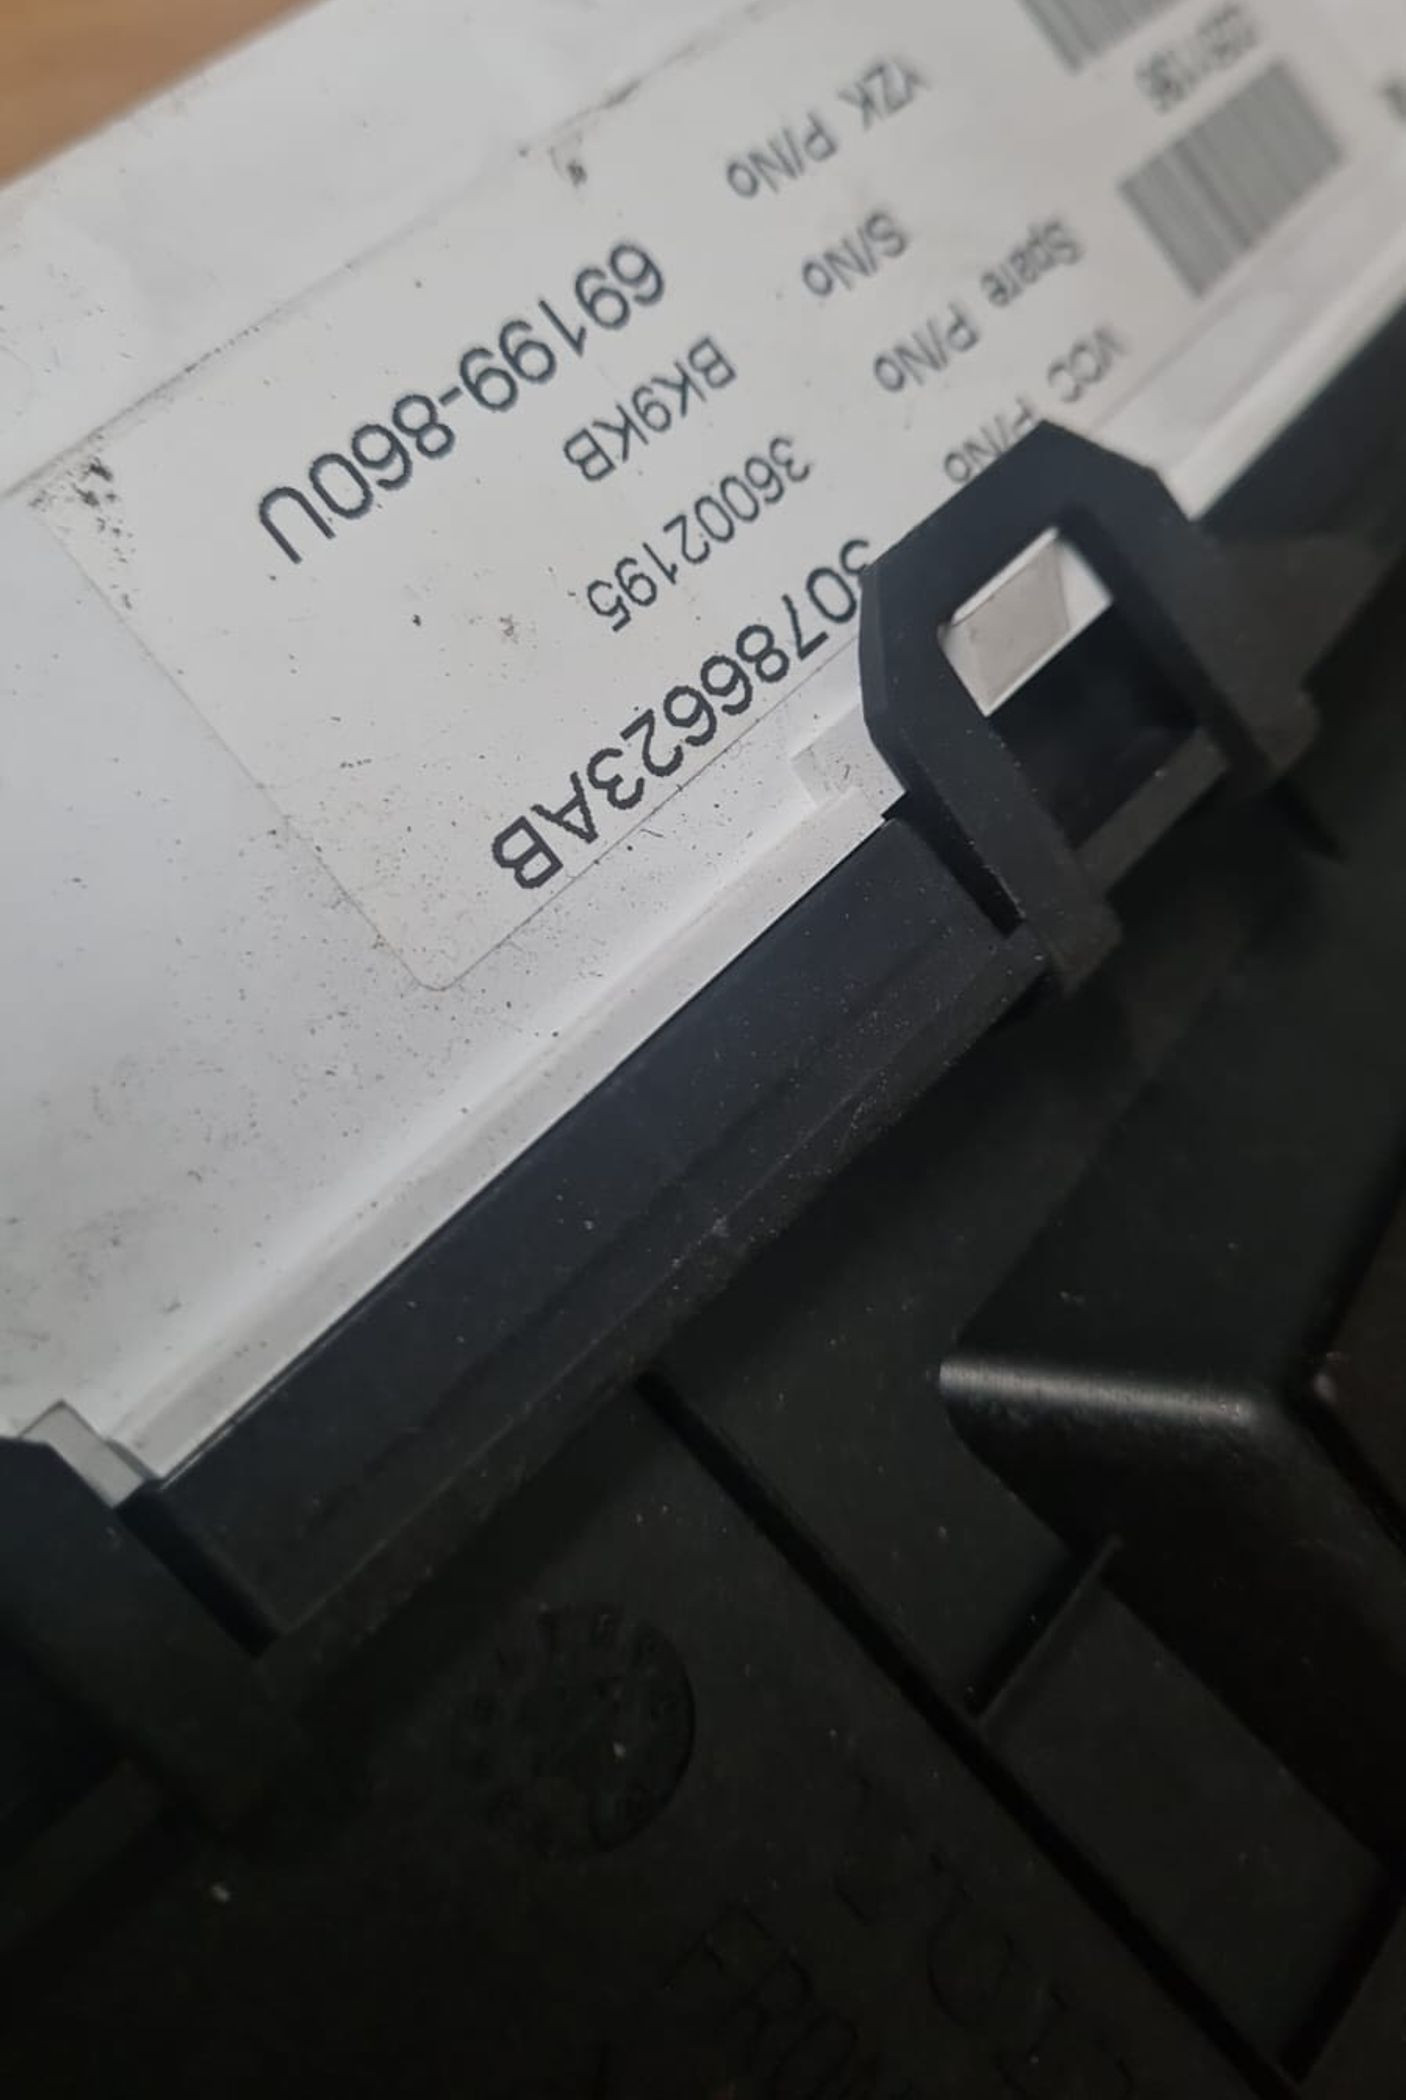 YZK P/No 69199-860U
S/No BK9KB
Spare P/No 36002195
VCC P/No 30786623AB